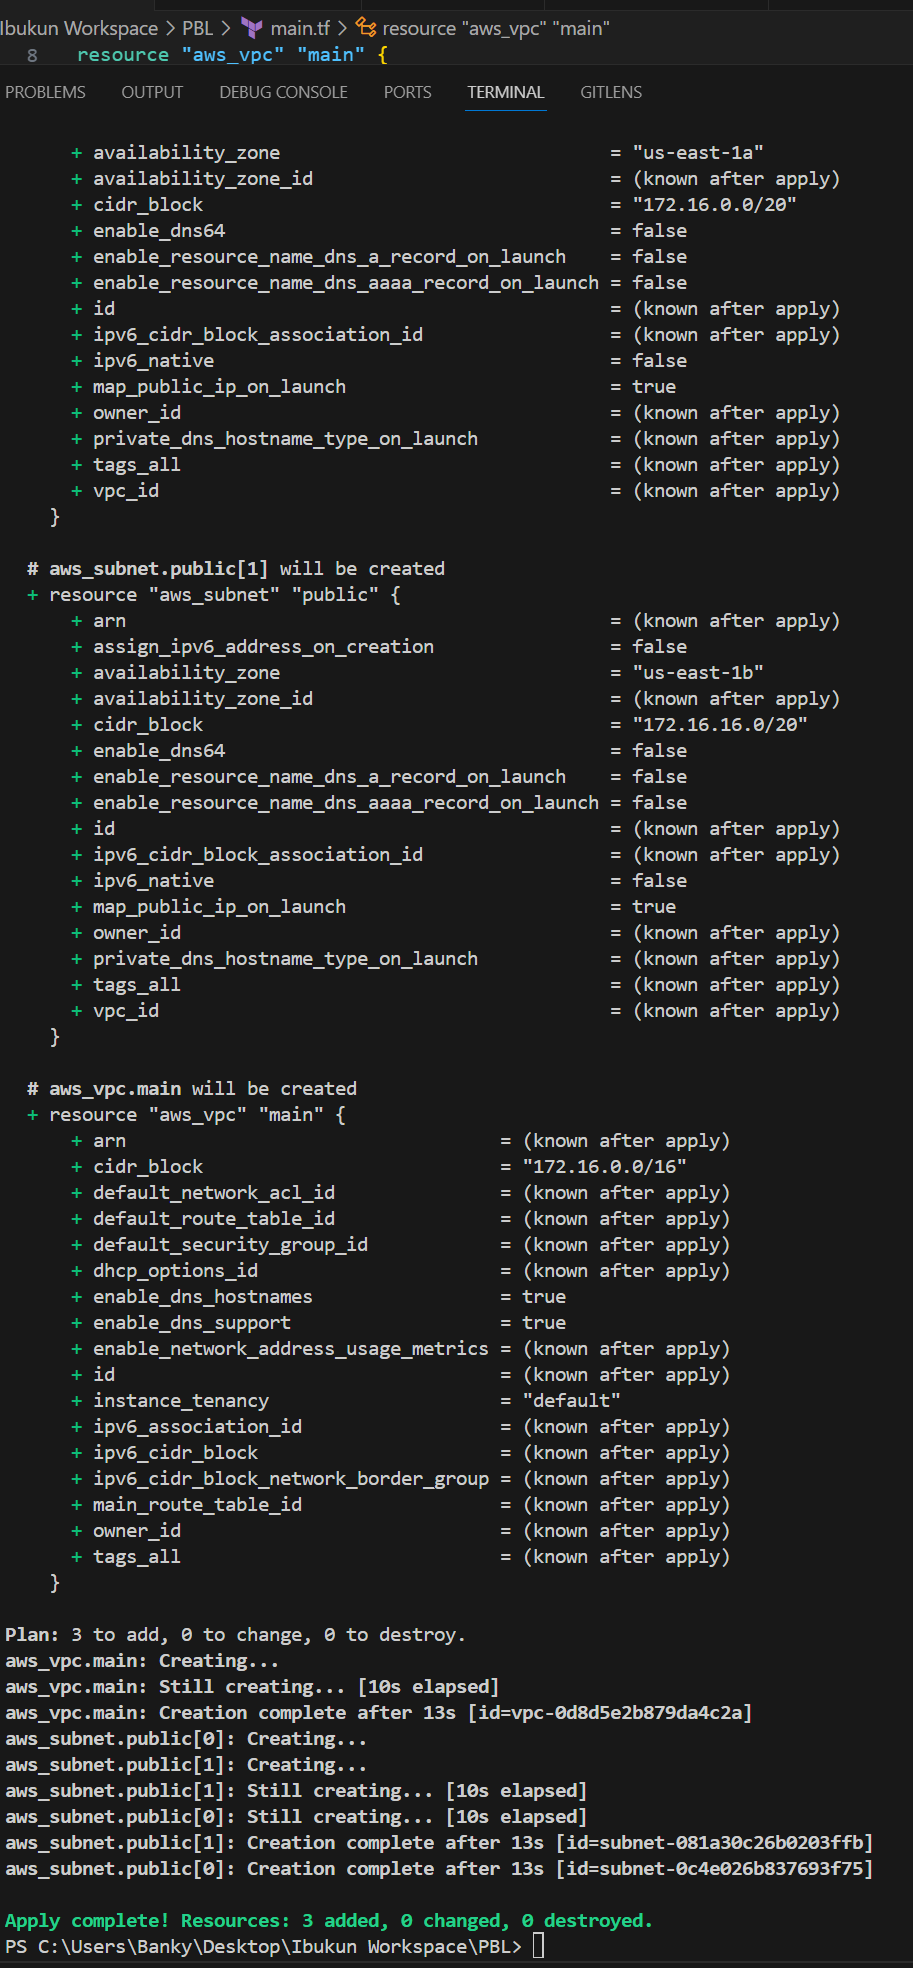 Ibukun Workspace > PBL > main.tf > resource "aws_vpc" "main"
8 resource "aws_vpc" "main" {
PROBLEMS OUTPUT DEBUG CONSOLE PORTS TERMINAL GITLENS
+ availability_zone = "us-east-1a"
+ availability_zone_id = (known after apply)
+ cidr_block = "172.16.0.0/20"
+ enable_dns64 = false
+ enable_resource_name_dns_a_record_on_launch = false
+ enable_resource_name_dns_aaaa_record_on_launch = false
+ id = (known after apply)
+ ipv6_cidr_block_association_id = (known after apply)
+ ipv6_native = false
+ map_public_ip_on_launch = true
+ owner_id = (known after apply)
+ private_dns_hostname_type_on_launch = (known after apply)
+ tags_all = (known after apply)
+ vpc_id = (known after apply)
}
# aws_subnet.public[1] will be created
+ resource "aws_subnet" "public" {
+ arn = (known after apply)
+ assign_ipv6_address_on_creation = false
+ availability_zone = "us-east-1b"
+ availability_zone_id = (known after apply)
+ cidr_block = "172.16.16.0/20"
+ enable_dns64 = false
+ enable_resource_name_dns_a_record_on_launch = false
+ enable_resource_name_dns_aaaa_record_on_launch = false
+ id = (known after apply)
+ ipv6_cidr_block_association_id = (known after apply)
+ ipv6_native = false
+ map_public_ip_on_launch = true
+ owner_id = (known after apply)
+ private_dns_hostname_type_on_launch = (known after apply)
+ tags_all = (known after apply)
+ vpc_id = (known after apply)
}
# aws_vpc.main will be created
+ resource "aws_vpc" "main" {
+ arn = (known after apply)
+ cidr_block = "172.16.0.0/16"
+ default_network_acl_id = (known after apply)
+ default_route_table_id = (known after apply)
+ default_security_group_id = (known after apply)
+ dhcp_options_id = (known after apply)
+ enable_dns_hostnames = true
+ enable_dns_support = true
+ enable_network_address_usage_metrics = (known after apply)
+ id = (known after apply)
+ instance_tenancy = "default"
+ ipv6_association_id = (known after apply)
+ ipv6_cidr_block = (known after apply)
+ ipv6_cidr_block_network_border_group = (known after apply)
+ main_route_table_id = (known after apply)
+ owner_id = (known after apply)
+ tags_all = (known after apply)
}
Plan: 3 to add, 0 to change, 0 to destroy.
aws_vpc.main: Creating...
aws_vpc.main: Still creating... [10s elapsed]
aws_vpc.main: Creation complete after 13s [id=vpc-0d8d5e2b879da4c2a]
aws_subnet.public[0]: Creating...
aws_subnet.public[1]: Creating...
aws_subnet.public[1]: Still creating... [10s elapsed]
aws_subnet.public[0]: Still creating... [10s elapsed]
aws_subnet.public[1]: Creation complete after 13s [id=subnet-081a30c26b0203ffb]
aws_subnet.public[0]: Creation complete after 13s [id=subnet-0c4e026b837693f75]
Apply complete! Resources: 3 added, 0 changed, 0 destroyed.
PS C:\Users\Banky\Desktop\Ibukun Workspace\PBL>